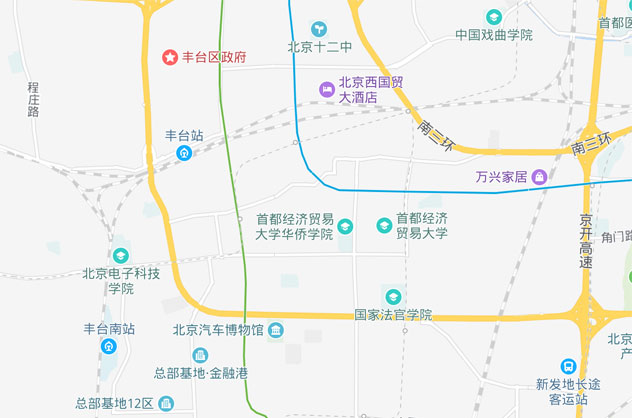 中国戏曲学院
首都医
北京十二中
丰台区政府
北京西国贸
大酒店
程庄路
南三环
丰台站
南三环
万兴家居
首都经济贸易
大学华侨学院
首都经济
贸易大学
京开高速
角门路
北京电子科技
学院
国家法官学院
丰台南站
北京汽车博物馆
北京
产
总部基地·金融港
新发地长途
客运站
总部基地12区